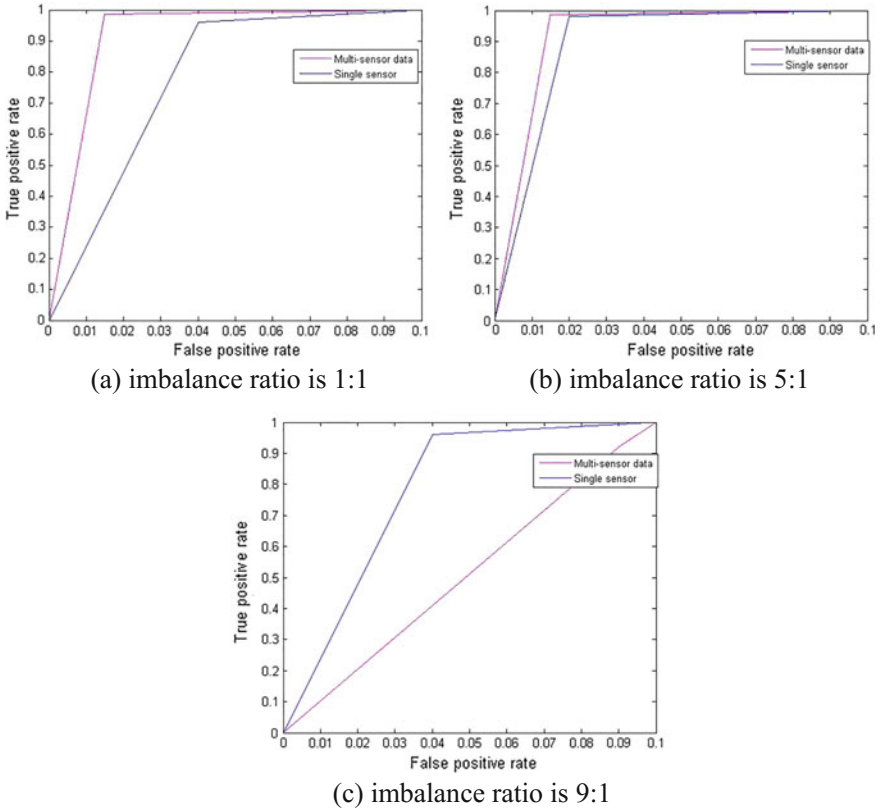 1
0.9
0.8
0.7
0.6
0.5
0.4
0.3
0.2
0.1
0
True positive rate
Multi-sensor data
Single sensor
0 0.01 0.02 0.03 0.04 0.05 0.06 0.07 0.08 0.09 0.1
False positive rate
(a) imbalance ratio is 1:1
1
0.9
0.8
0.7
0.6
0.5
0.4
0.3
0.2
0.1
0
True positive rate
Multi-sensor data
Single sensor
0 0.01 0.02 0.03 0.04 0.05 0.06 0.07 0.08 0.09 0.1
False positive rate
(b) imbalance ratio is 5:1
1
0.9
0.8
0.7
0.6
0.5
0.4
0.3
0.2
0.1
0
True positive rate
Multi-sensor data
Single sensor
0 0.01 0.02 0.03 0.04 0.05 0.06 0.07 0.08 0.09 0.1
False positive rate
(c) imbalance ratio is 9:1